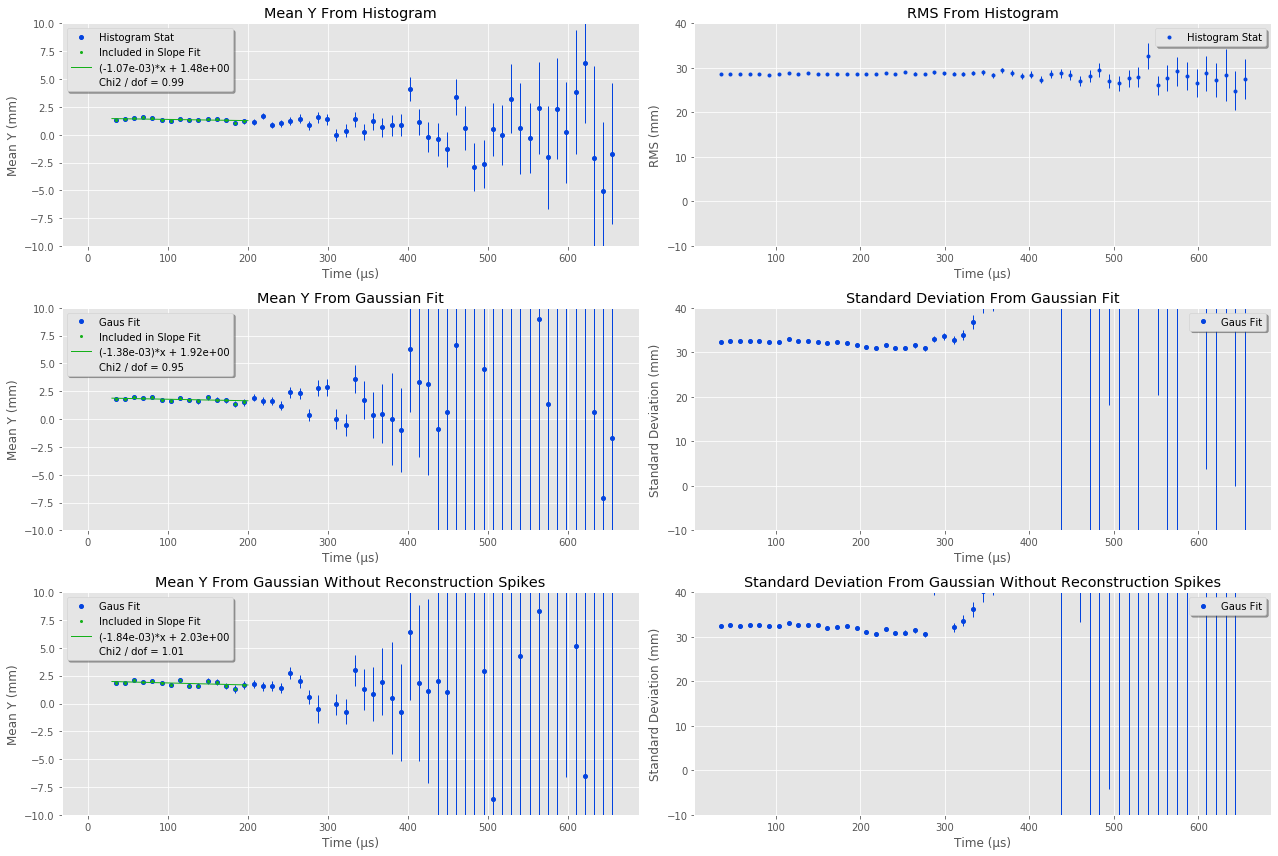 Mean Y From Histogram
10.0
7.5
5.0
2.5
0.0
−2.5
−5.0
−7.5
−10.0
Mean Y (mm)
Histogram Stat
Included in Slope Fit
(-1.07e-03)*x + 1.48e+00
Chi2 / dof = 0.99
0 100 200 300 400 500 600
Time (μs)
RMS From Histogram
40
30
20
10
0
−10
RMS (mm)
Histogram Stat
100 200 300 400 500 600
Time (μs)
Mean Y From Gaussian Fit
10.0
7.5
5.0
2.5
0.0
−2.5
−5.0
−7.5
−10.0
Mean Y (mm)
Gaus Fit
Included in Slope Fit
(-1.38e-03)*x + 1.92e+00
Chi2 / dof = 0.95
0 100 200 300 400 500 600
Time (μs)
Standard Deviation From Gaussian Fit
40
30
20
10
0
−10
Standard Deviation (mm)
Gaus Fit
100 200 300 400 500 600
Time (μs)
Mean Y From Gaussian Without Reconstruction Spikes
10.0
7.5
5.0
2.5
0.0
−2.5
−5.0
−7.5
−10.0
Mean Y (mm)
Gaus Fit
Included in Slope Fit
(-1.84e-03)*x + 2.03e+00
Chi2 / dof = 1.01
0 100 200 300 400 500 600
Time (μs)
Standard Deviation From Gaussian Without Reconstruction Spikes
40
30
20
10
0
−10
Standard Deviation (mm)
Gaus Fit
100 200 300 400 500 600
Time (μs)